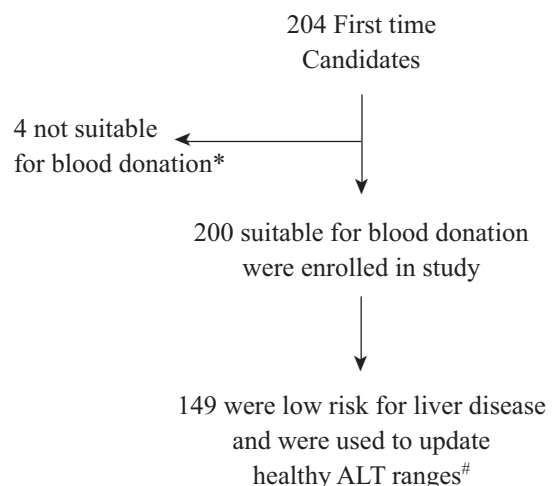 204 First time
Candidates
4 not suitable
for blood donation*
200 suitable for blood donation
were enrolled in study
149 were low risk for liver disease
and were used to update
healthy ALT ranges#